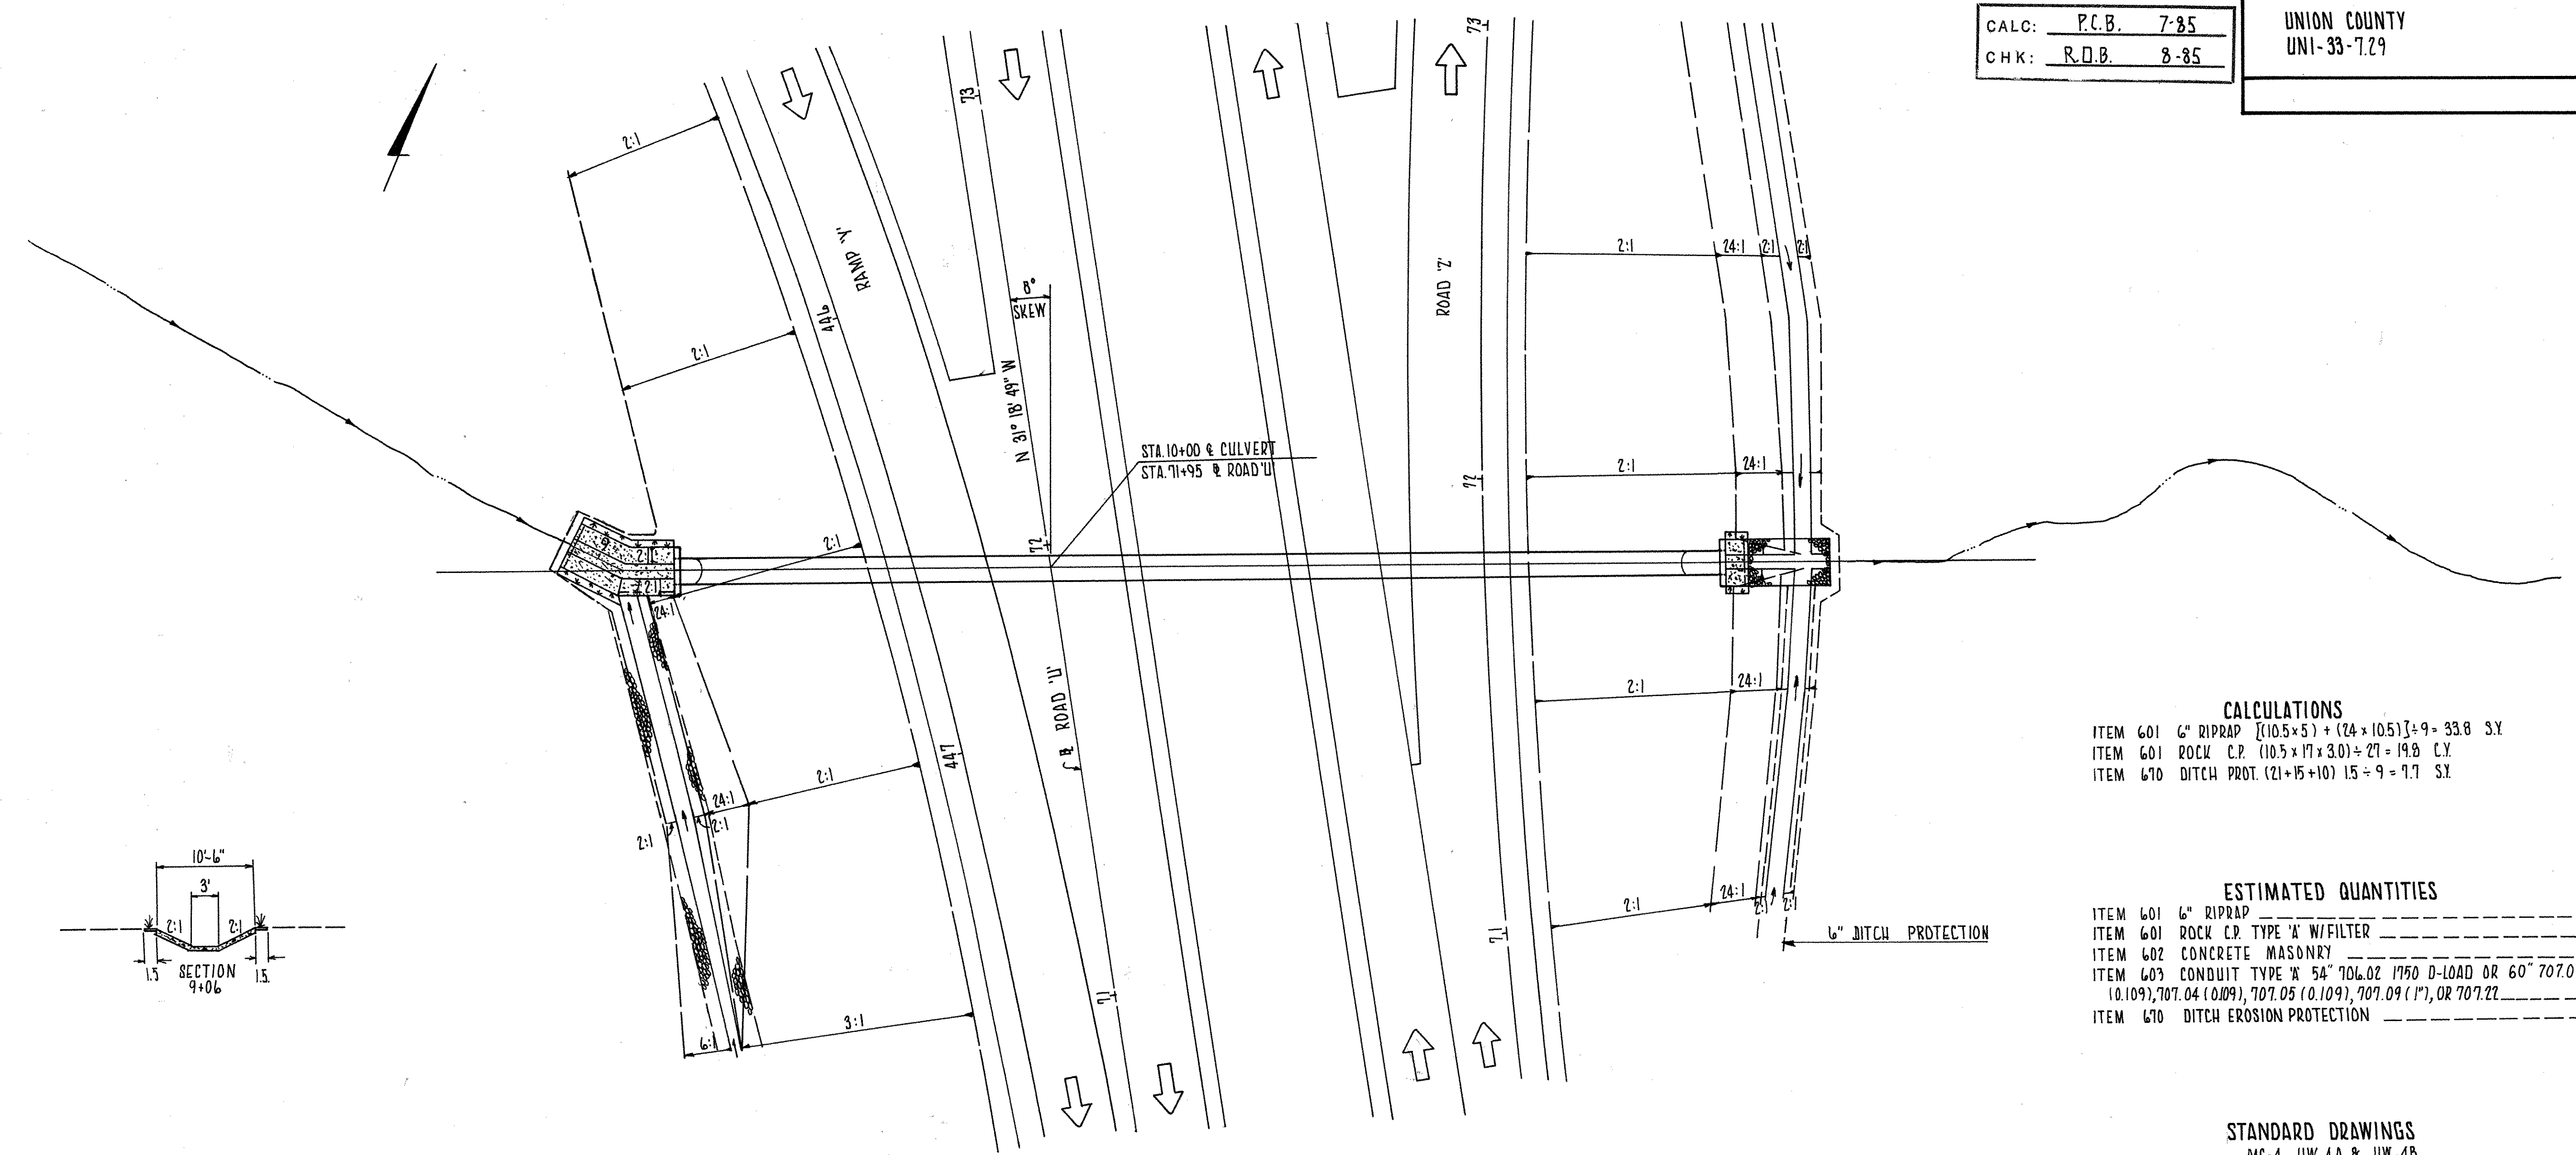 CALC: P.C.B. 7-85
CHK: R.O.B. 8-85
UNION COUNTY
UNI-33-7.29
73
73
2:1
RAMP 'Y'
446
2:1
8°
SKEW
N 31° 18' 49" W
ROAD 'Z'
2:1 24:1 2:1 2:1
STA. 10+00 ℄ CULVERT
STA. 71+95 ROAD 'U'
2:1 24:1
72
72
9
2:1
2:1
2:1
24:1
ROAD 'U'
2:1 24:1
447
2:1
24:1
2:1
2:1
71
71
2:1 24:1 2:1 2:1
6" DITCH PROTECTION
3:1
6:1
10'-6"
3'
2:1 2:1
1.5 SECTION 1.5
9+06
CALCULATIONS
ITEM 601 6" RIPRAP [(10.5×5) + (24 × 10.5)]÷9= 33.8 S.Y.
ITEM 601 ROCK C.P. (10.5 × 17 × 3.0) ÷ 27 = 19.8 C.Y.
ITEM 670 DITCH PROT. (21+15+10) 1.5 ÷ 9 = 7.7 S.Y.
ESTIMATED QUANTITIES
ITEM 601 6" RIPRAP
ITEM 601 ROCK C.P. TYPE 'A' W/FILTER
ITEM 602 CONCRETE MASONRY
ITEM 603 CONDUIT TYPE 'A' 54" 706.02 1750 D-LOAD OR 60" 707.0
(0.109), 707.04 (0.109), 707.05 (0.109), 707.09 (1"), OR 707.22
ITEM 670 DITCH EROSION PROTECTION
STANDARD DRAWINGS